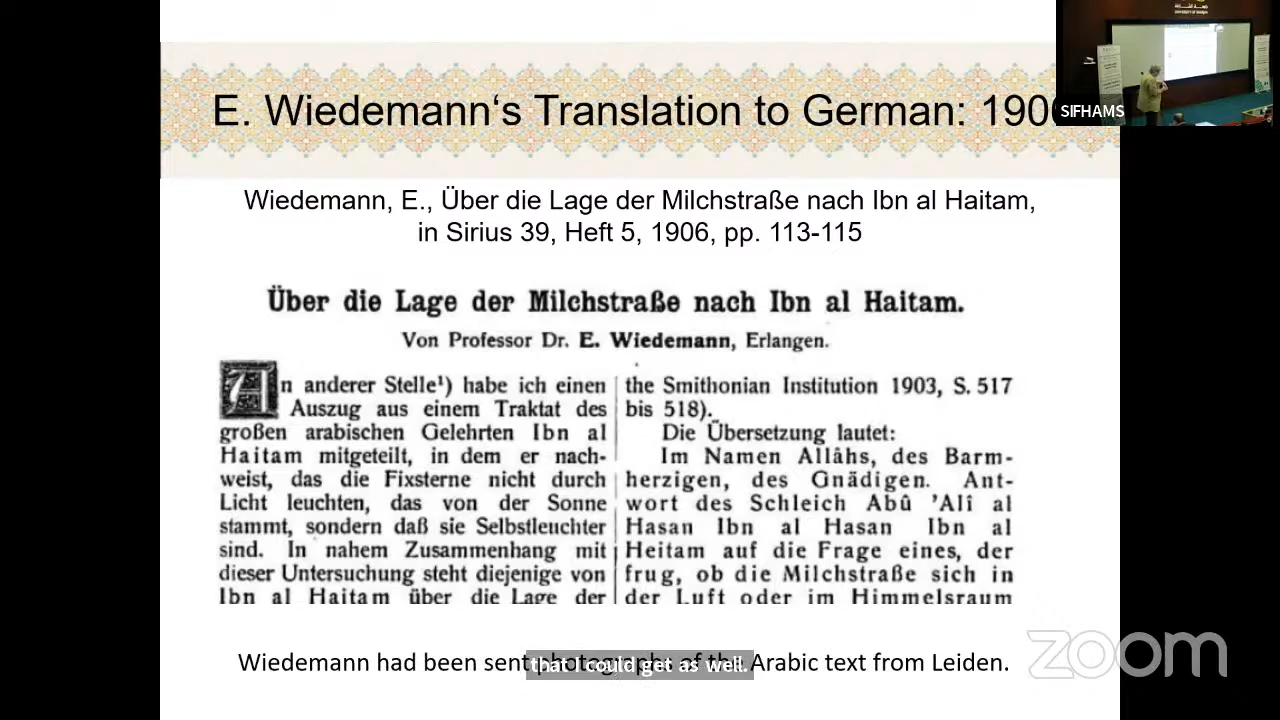 E. Wiedemann‘s Translation to German: 190
SIFHAMS
Wiedemann, E., Über die Lage der Milchstraße nach Ibn al Haitam,
in Sirius 39, Heft 5, 1906, pp. 113-115
Über die Lage der Milchstraße nach Ibn al Haitam.
Von Professor Dr. E. Wiedemann, Erlangen.
An anderer Stelle¹) habe ich einen
Auszug aus einem Traktat des
großen arabischen Gelehrten Ibn al
Haitam mitgeteilt, in dem er nach-
weist, das die Fixsterne nicht durch
Licht leuchten, das von der Sonne
stammt, sondern daß sie Selbstleuchter
sind. In nahem Zusammenhang mit
dieser Untersuchung steht diejenige von
Ibn al Haitam über die Lage der
the Smithonian Institution 1903, S. 517
bis 518).
Die Übersetzung lautet:
Im Namen Allâhs, des Barm-
herzigen, des Gnädigen. Ant-
wort des Schleich Abû ’Alî al
Hasan Ibn al Hasan Ibn al
Heitam auf die Frage eines, der
frug, ob die Milchstraße sich in
der Luft oder im Himmelsraum
Wiedemann had been sent Arabic text from Leiden.
that I could get as well.
zoom